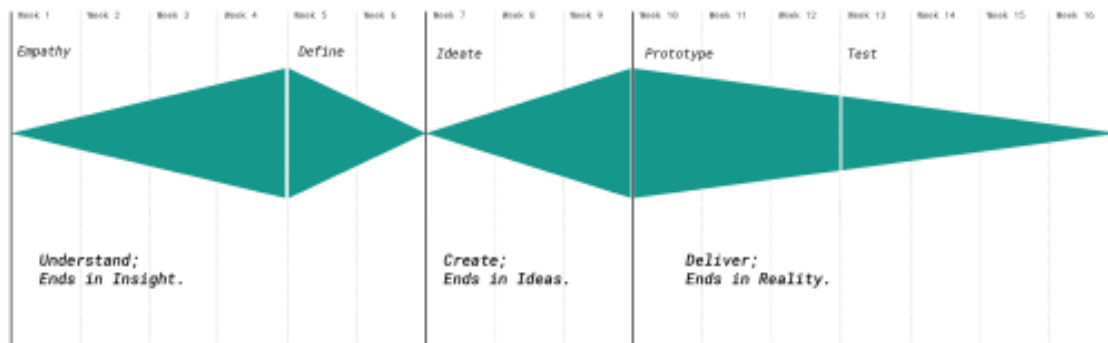 Week 1
Week 2
Week 3
Week 4
Week 5
Week 6
Week 7
Week 8
Week 9
Week 10
Week 11
Week 12
Week 13
Week 14
Week 15
Week 16
Empathy
Define
Ideate
Prototype
Test
Understand;
Ends in Insight.
Create;
Ends in Ideas.
Deliver;
Ends in Reality.